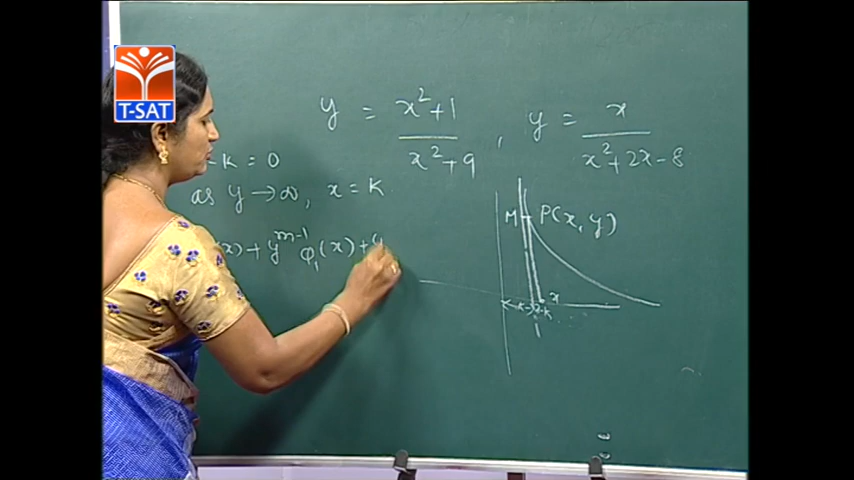 T-SAT
y = x²+1 / x²+9 , y = x / x²+2x-8
-k = 0
as y → ∞, x = k
(x) + y^(m-1) φ₁(x) + y
M P(x, y)
x